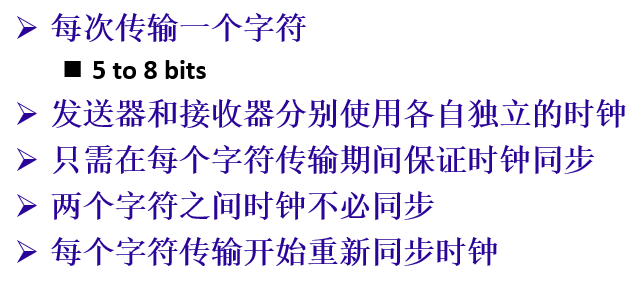 ➢ 每次传输一个字符
■ 5 to 8 bits
➢ 发送器和接收器分别使用各自独立的时钟
➢ 只需在每个字符传输期间保证时钟同步
➢ 两个字符之间时钟不必同步
➢ 每个字符传输开始重新同步时钟